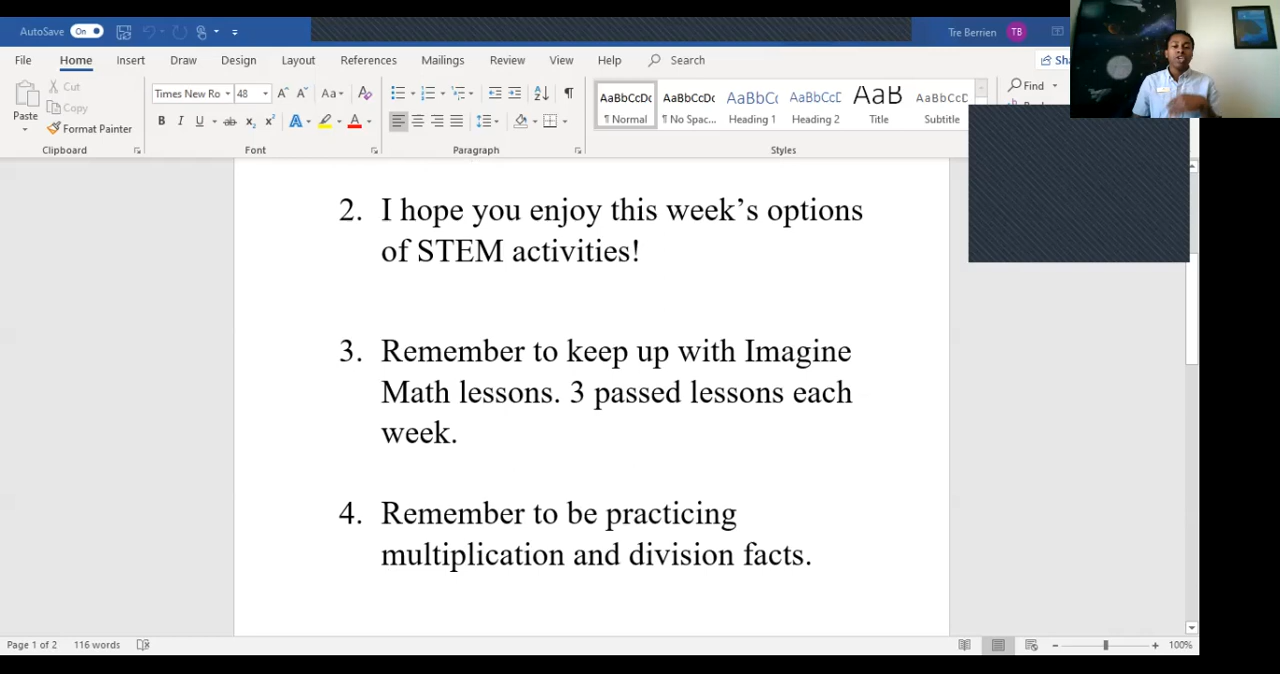 AutoSave On
Tre Berrien TB
File Home Insert Draw Design Layout References Mailings Review View Help Search
Paste
Cut
Copy
Format Painter
Clipboard
Times New Ro 48
Aa
B I U ab x₂ x² A A
Font
Paragraph
AaBbCcDc AaBbCcDc AaBbCc AaBbCcD AaB AaBbCcD
¶ Normal ¶ No Spac... Heading 1 Heading 2 Title Subtitle
Styles
Find
2. I hope you enjoy this week’s options
of STEM activities!
3. Remember to keep up with Imagine
Math lessons. 3 passed lessons each
week.
4. Remember to be practicing
multiplication and division facts.
Page 1 of 2 116 words
100%